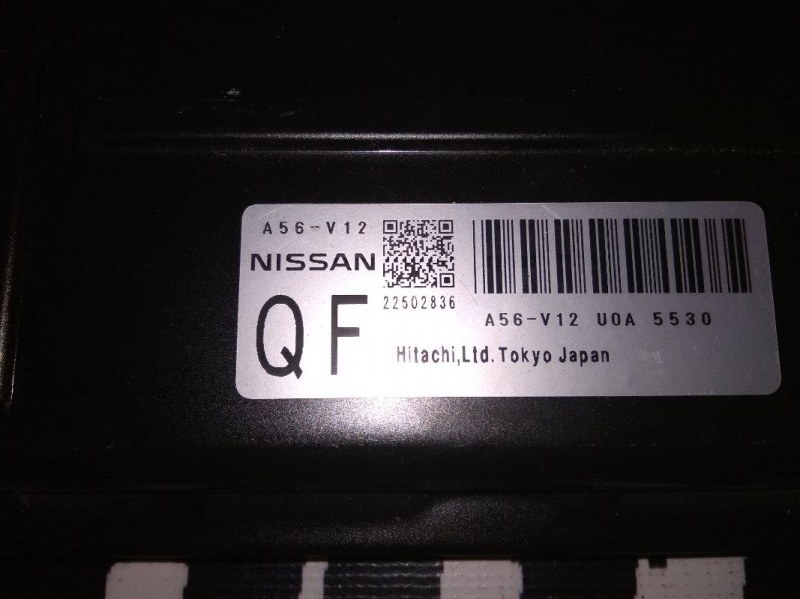 A56-V12
NISSAN
22502836
QF
A56-V12 U0A 5530
Hitachi,Ltd. Tokyo Japan